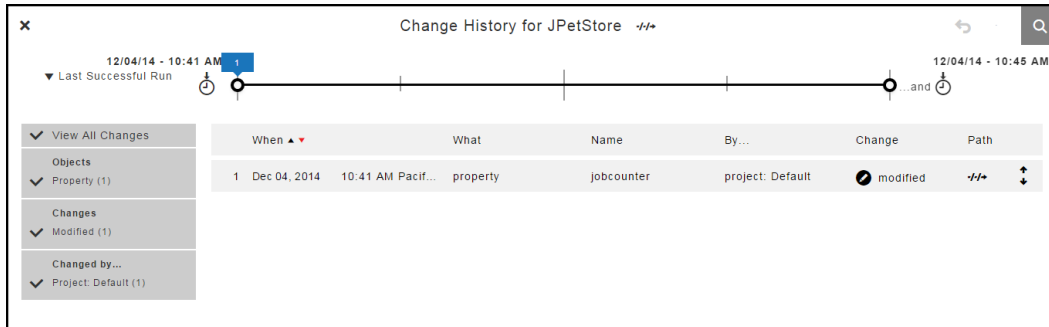 Change History for JPetStore
12/04/14 - 10:41 AM
1
12/04/14 - 10:45 AM
Last Successful Run
...and
View All Changes
When What Name By... Change Path
Objects
Property (1)
1 Dec 04, 2014 10:41 AM Pacif... property jobcounter project: Default modified
Changes
Modified (1)
Changed by...
Project: Default (1)